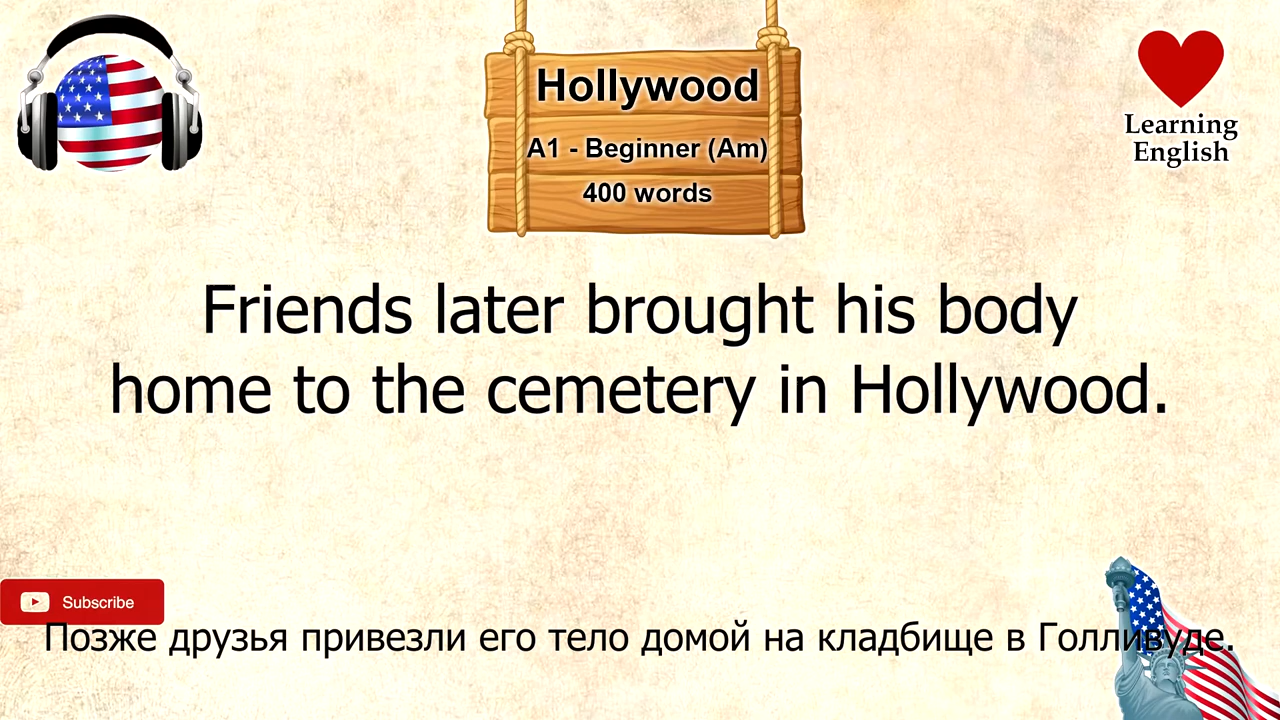 Hollywood
A1 - Beginner (Am)
400 words
Learning
English
Friends later brought his body
home to the cemetery in Hollywood.
Subscribe
Позже друзья привезли его тело домой на кладбище в Голливуде.